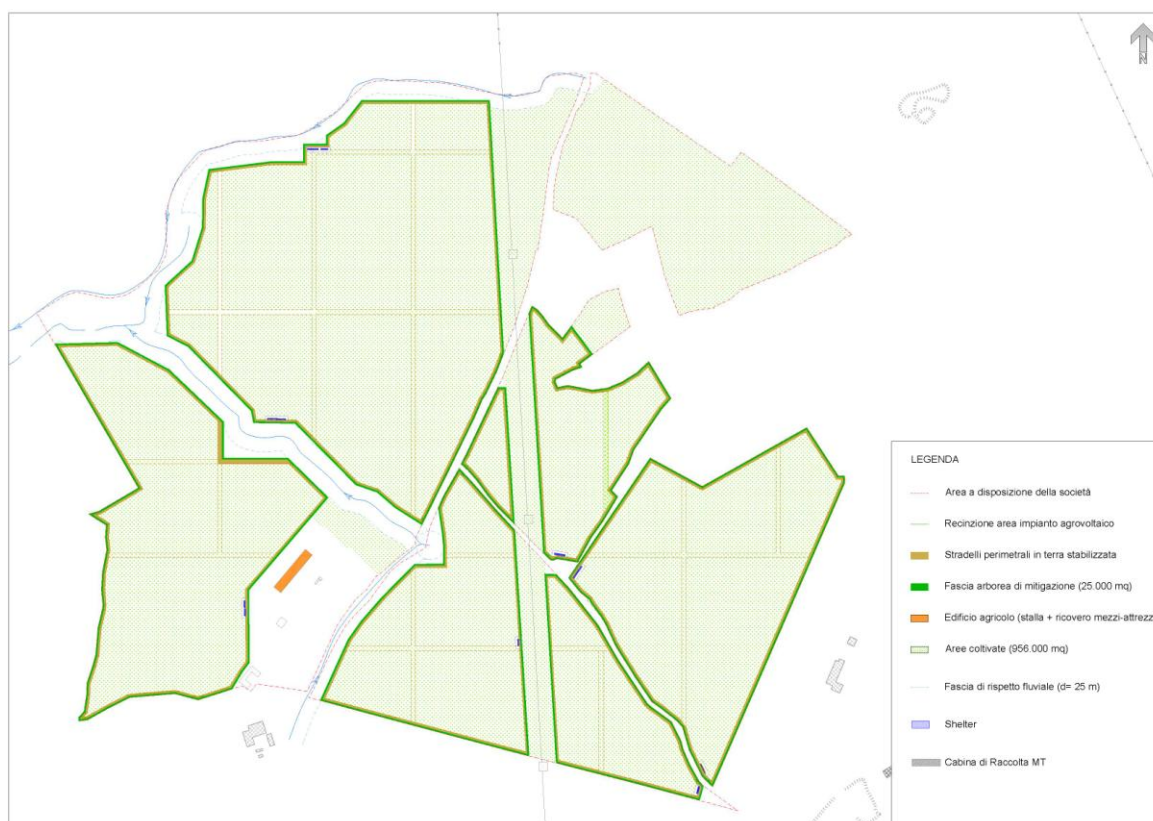 N
LEGENDA
Area a disposizione della società
Recinzione area impianto agrovoltaico
Stradelli perimetrali in terra stabilizzata
Fascia arborea di mitigazione (25.000 mq)
Edificio agricolo (stalla + ricovero mezzi-attrezz
Aree coltivate (956.000 mq)
Fascia di rispetto fluviale (d= 25 m)
Shelter
Cabina di Raccolta MT